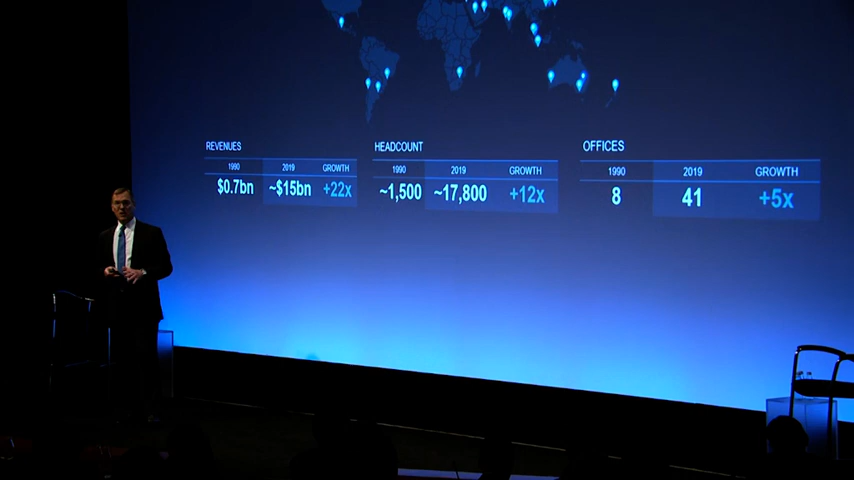 REVENUES
1990 2019 GROWTH
$0.7bn ~$15bn +22x
HEADCOUNT
1990 2019 GROWTH
~1,500 ~17,800 +12x
OFFICES
1990 2019 GROWTH
8 41 +5x